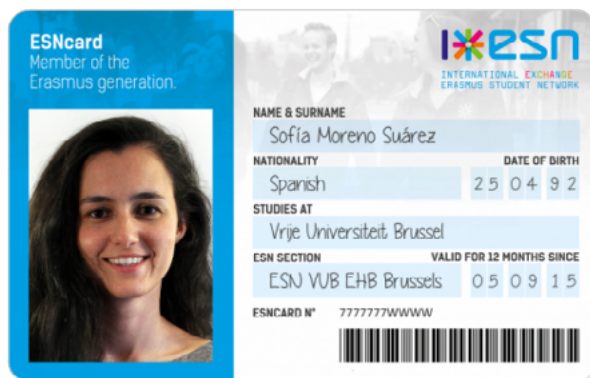 ESNcard
Member of the
Erasmus generation.
esn
INTERNATIONAL EXCHANGE
ERASMUS STUDENT NETWORK
NAME & SURNAME
Sofía Moreno Suárez
NATIONALITY DATE OF BIRTH
Spanish 25 04 92
STUDIES AT
Vrije Universiteit Brussel
ESN SECTION VALID FOR 12 MONTHS SINCE
ESN VUB EHB Brussels 05 09 15
ESNCARD N° 7777777WWWW